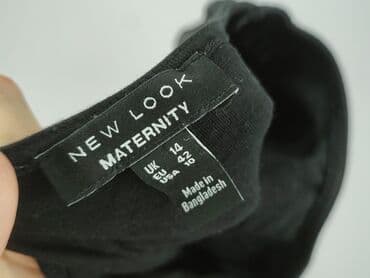 NEW LOOK
MATERNITY
UK 14
EU 42
USA 10
Made in
Bangladesh